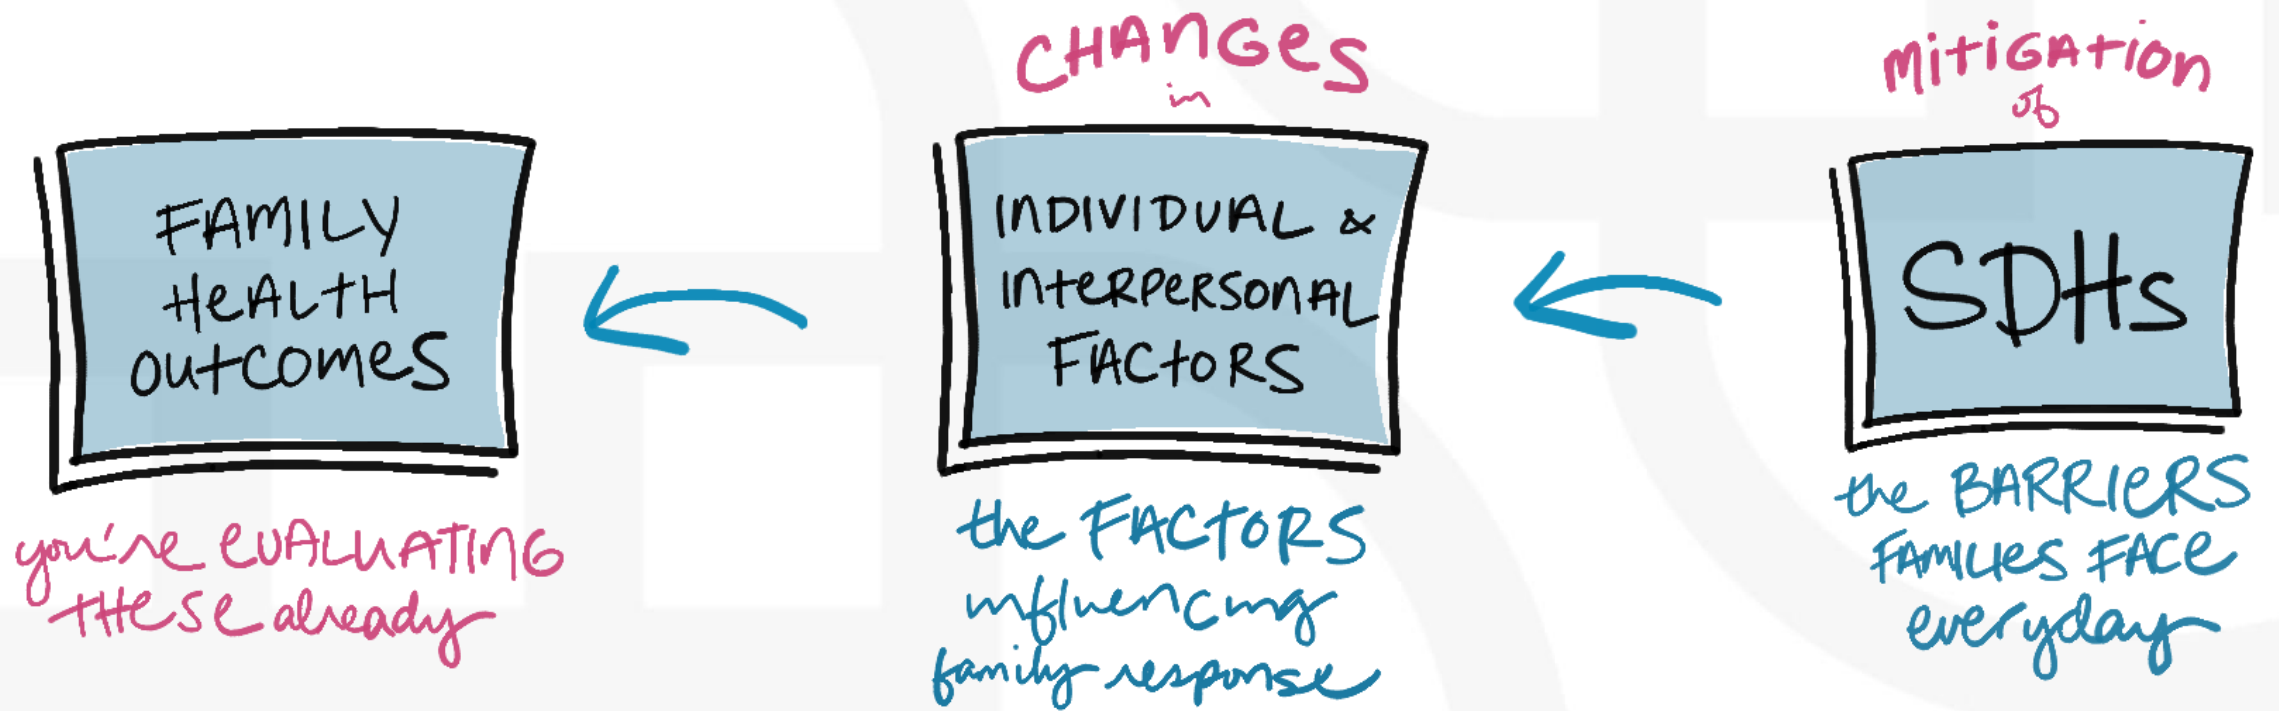 FAMILY
HEALTH
OUTCOMES
you're EVALUATING
THESE already
CHANGES
in
INDIVIDUAL &
INTERPERSONAL
FACTORS
the FACTORS
influencing
family response
MITIGATION
of
SDHs
the BARRIERS
FAMILIES FACE
everyday